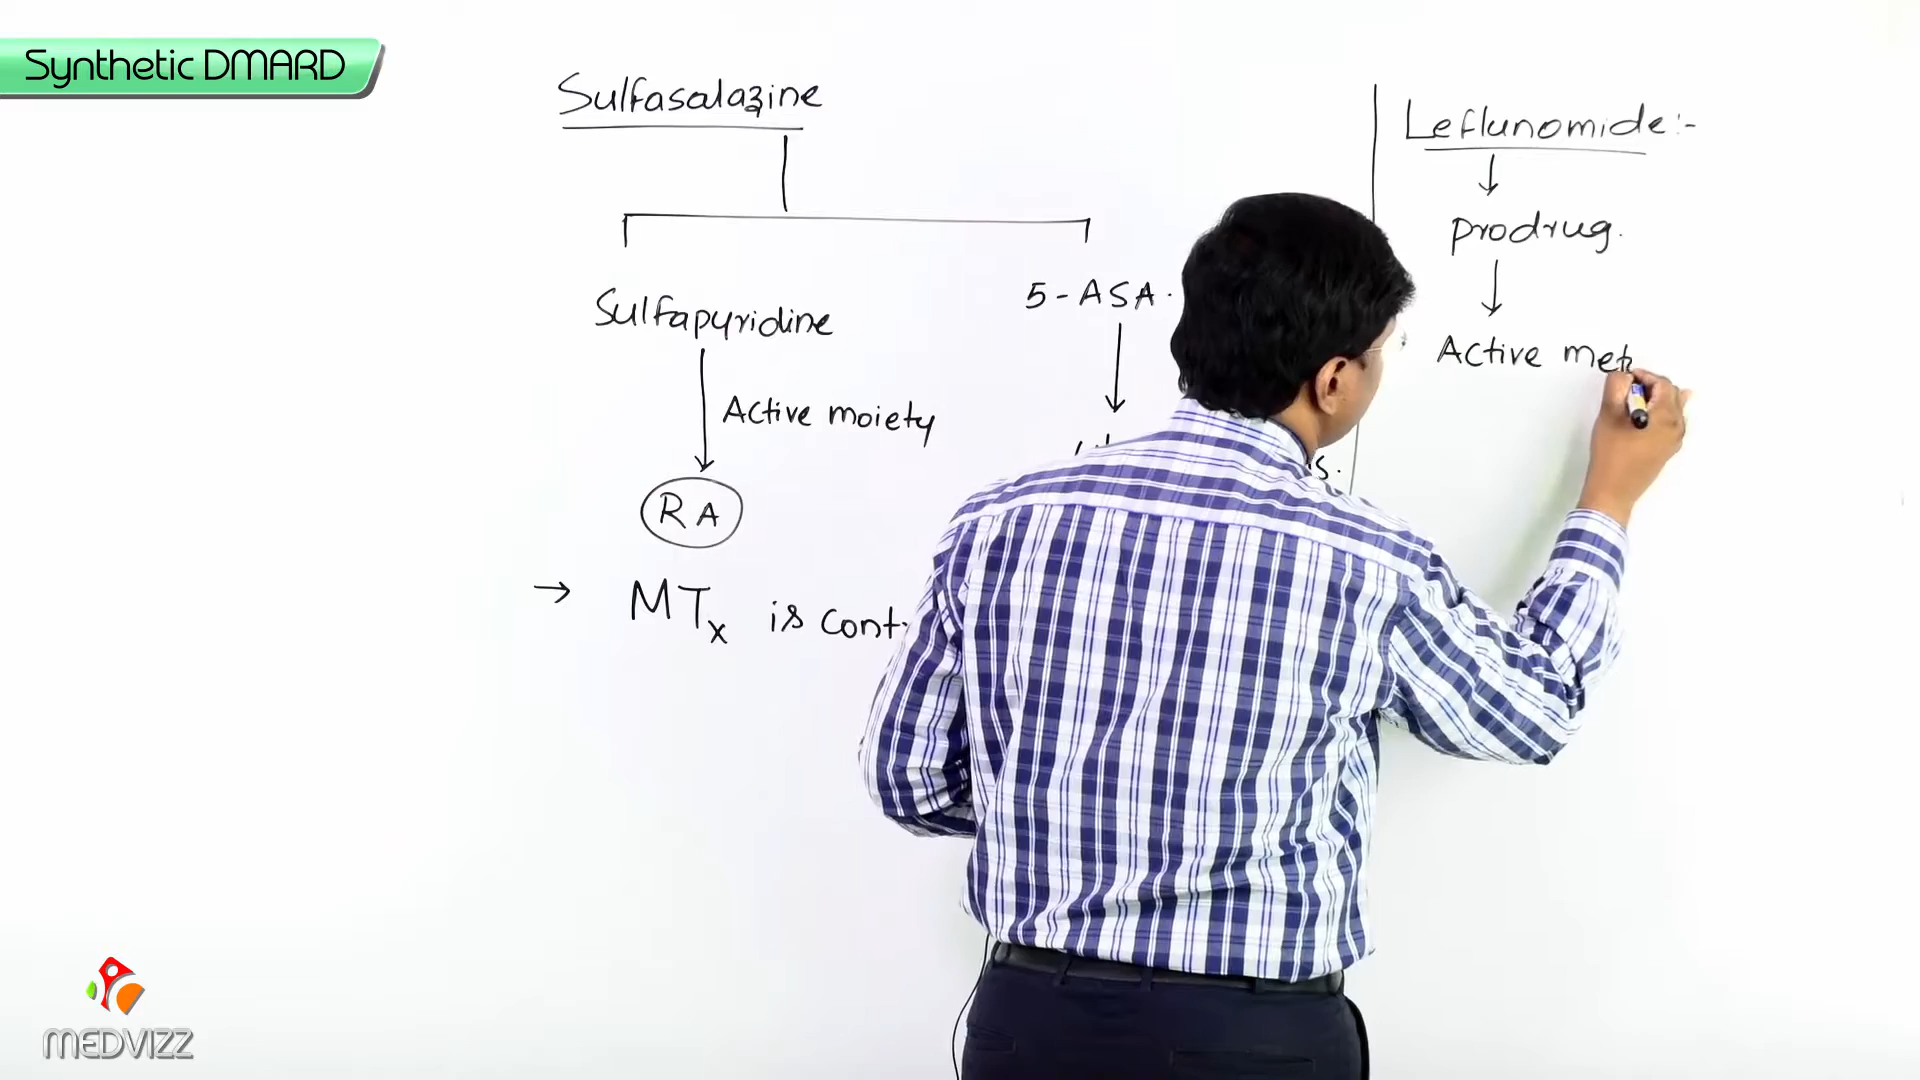 Synthetic DMARD
Sulfasalazine
Sulfapyridine
5-ASA.
Active moiety
RA
→ MTx is cont.
Leflunomide:-
↓
prodrug.
↓
Active met
MEDVIZZ